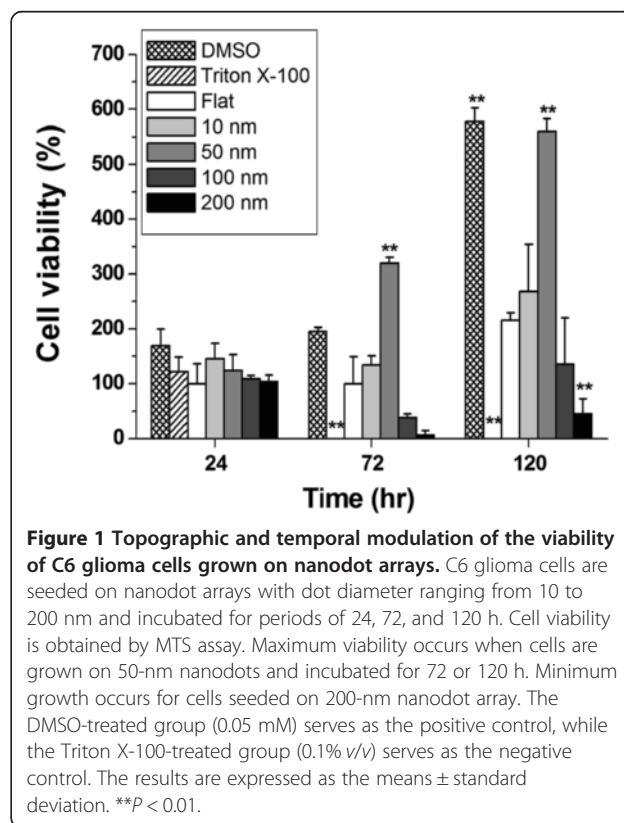 700
600
500
400
300
200
100
0
Cell viability (%)
DMSO
Triton X-100
Flat
10 nm
50 nm
100 nm
200 nm
**
**
**
**
**
**
24
72
120
Time (hr)
Figure 1 Topographic and temporal modulation of the viability
of C6 glioma cells grown on nanodot arrays. C6 glioma cells are
seeded on nanodot arrays with dot diameter ranging from 10 to
200 nm and incubated for periods of 24, 72, and 120 h. Cell viability
is obtained by MTS assay. Maximum viability occurs when cells are
grown on 50-nm nanodots and incubated for 72 or 120 h. Minimum
growth occurs for cells seeded on 200-nm nanodot array. The
DMSO-treated group (0.05 mM) serves as the positive control, while
the Triton X-100-treated group (0.1% v/v) serves as the negative
control. The results are expressed as the means ± standard
deviation. **P < 0.01.